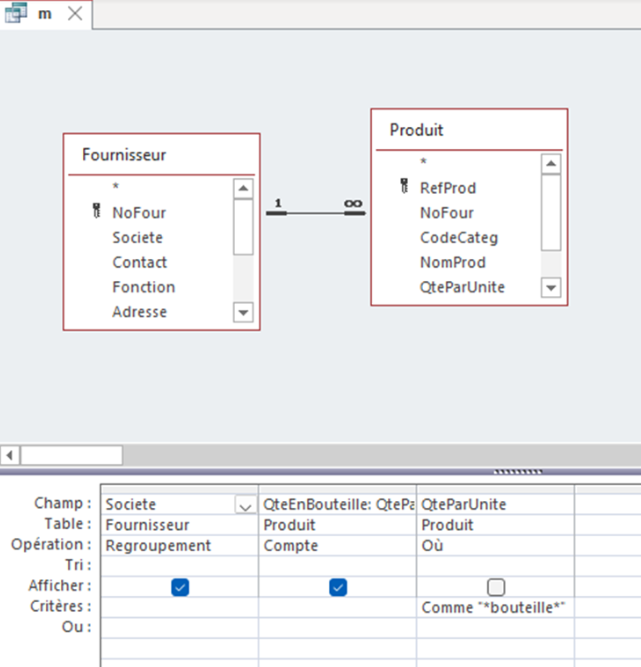 m
Fournisseur
*
NoFour
Societe
Contact
Fonction
Adresse
1
∞
Produit
*
RefProd
NoFour
CodeCateg
NomProd
QteParUnite
Champ : Societe QteEnBouteille: QtePa QteParUnite
Table : Fournisseur Produit Produit
Opération : Regroupement Compte Où
Tri :
Afficher :
Critères : Comme "*bouteille*"
Ou :